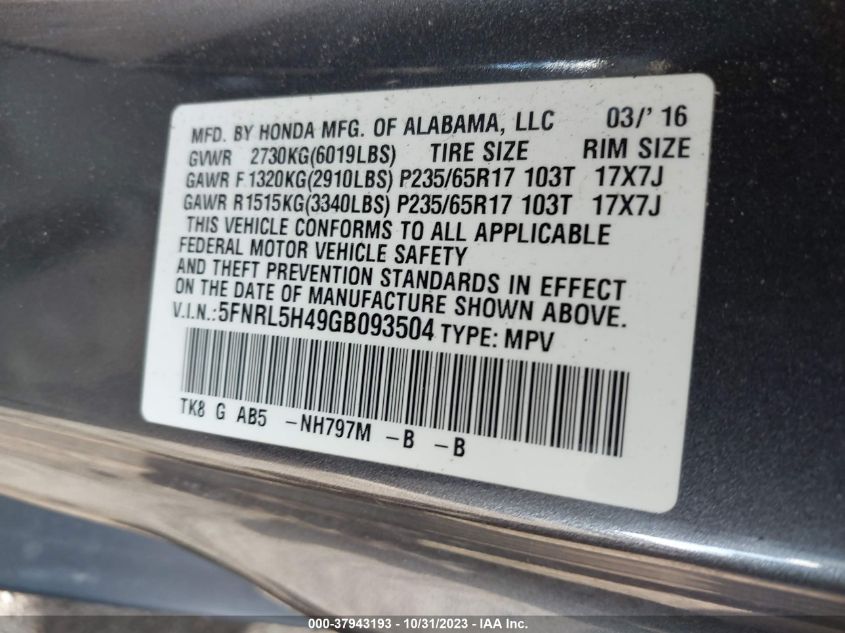 MFD. BY HONDA MFG. OF ALABAMA, LLC 03/' 16
GVWR 2730KG(6019LBS) TIRE SIZE RIM SIZE
GAWR F 1320KG(2910LBS) P235/65R17 103T 17X7J
GAWR R1515KG(3340LBS) P235/65R17 103T 17X7J
THIS VEHICLE CONFORMS TO ALL APPLICABLE
FEDERAL MOTOR VEHICLE SAFETY
AND THEFT PREVENTION STANDARDS IN EFFECT
ON THE DATE OF MANUFACTURE SHOWN ABOVE.
V.I.N.:5FNRL5H49GB093504 TYPE: MPV
TK8 G AB5 -NH797M -B -B
000-37943193 - 10/31/2023 - IAA Inc.